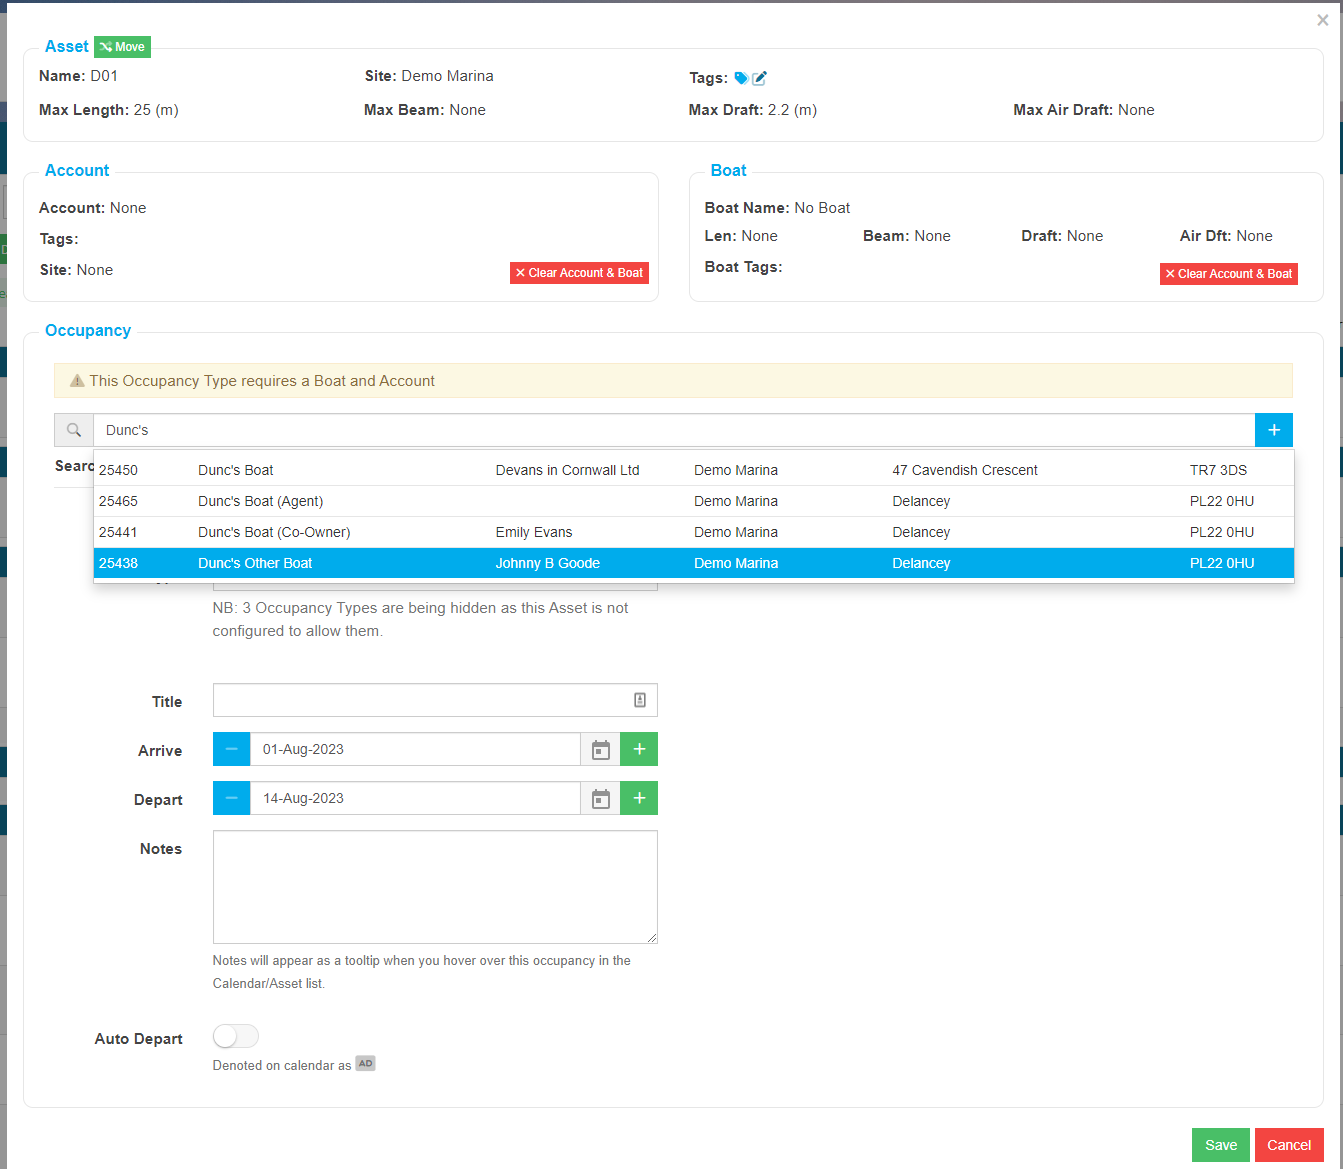 ×
Asset Move
Name: D01 Site: Demo Marina Tags:
Max Length: 25 (m) Max Beam: None Max Draft: 2.2 (m) Max Air Draft: None
Account
Account: None
Tags:
Site: None
× Clear Account & Boat
Boat
Boat Name: No Boat
Len: None Beam: None Draft: None Air Dft: None
Boat Tags:
× Clear Account & Boat
Occupancy
This Occupancy Type requires a Boat and Account
Dunc's +
Searc
25450 Dunc's Boat Devans in Cornwall Ltd Demo Marina 47 Cavendish Crescent TR7 3DS
25465 Dunc's Boat (Agent) Demo Marina Delancey PL22 0HU
25441 Dunc's Boat (Co-Owner) Emily Evans Demo Marina Delancey PL22 0HU
25438 Dunc's Other Boat Johnny B Goode Demo Marina Delancey PL22 0HU
NB: 3 Occupancy Types are being hidden as this Asset is not
configured to allow them.
Title
Arrive − 01-Aug-2023 +
Depart − 14-Aug-2023 +
Notes
Notes will appear as a tooltip when you hover over this occupancy in the
Calendar/Asset list.
Auto Depart
Denoted on calendar as AD
Save Cancel